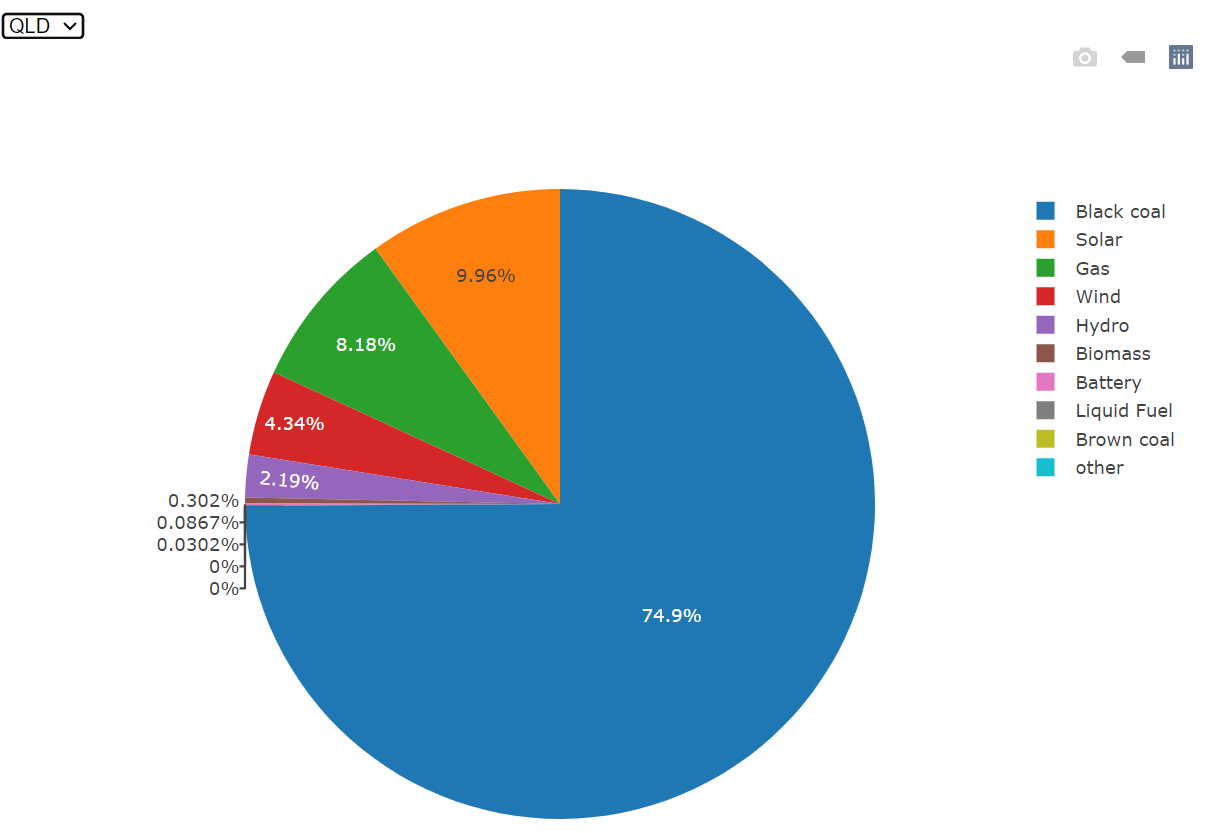 QLD
9.96%
8.18%
4.34%
2.19%
0.302%
0.0867%
0.0302%
0%
0%
74.9%
Black coal
Solar
Gas
Wind
Hydro
Biomass
Battery
Liquid Fuel
Brown coal
other